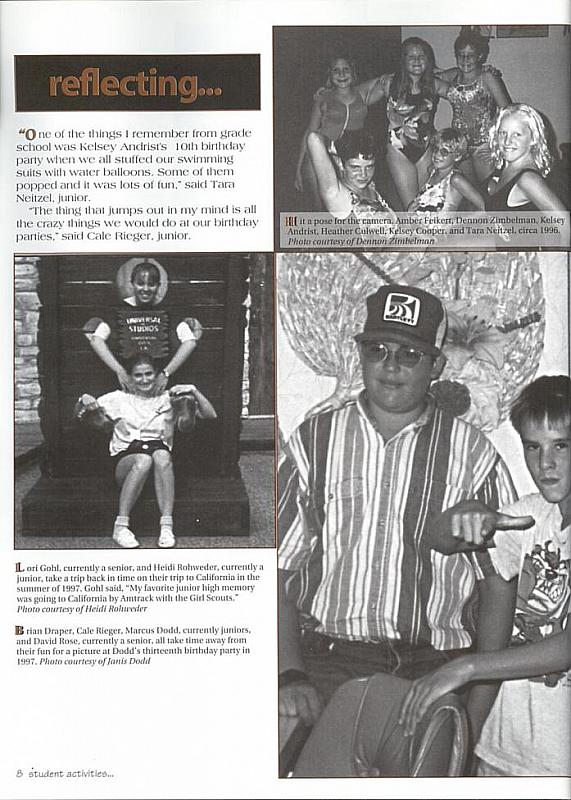 reflecting...
"One of the things I remember from grade
school was Kelsey Andrist's 10th birthday
party when we all stuffed our swimming
suits with water balloons. Some of them
popped and it was lots of fun," said Tara
Neitzel, junior.
"The thing that jumps out in my mind is all
the crazy things we would do at our birthday
parties," said Cale Rieger, junior.
Hit a pose for the camera, Amber Feikert, Dennon Zimbelman, Kelsey
Andrist, Heather Culwell, Kelsey Cooper, and Tara Neitzel, circa 1996.
Photo courtesy of Dennon Zimbelman
UNIVERSAL
STUDIOS
Lori Gohl, currently a senior, and Heidi Rohweder, currently a
junior, take a trip back in time on their trip to California in the
summer of 1997. Gohl said, "My favorite junior high memory
was going to California by Amtrack with the Girl Scouts."
Photo courtesy of Heidi Rohweder
Brian Draper, Cale Rieger, Marcus Dodd, currently juniors,
and David Rose, currently a senior, all take time away from
their fun for a picture at Dodd's thirteenth birthday party in
1997. Photo courtesy of Janis Dodd
8 student activities...